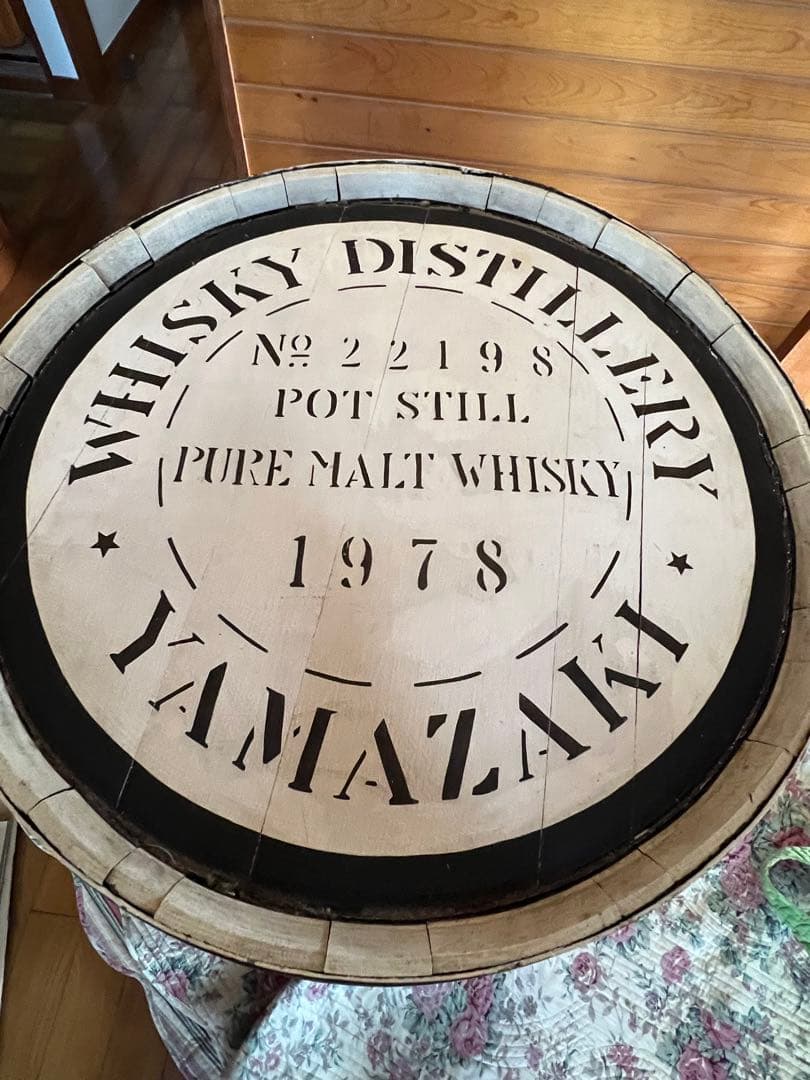 WHISKY DISTILLERY
Nº 22198
POT STILL
PURE MALT WHISKY
1978
YAMAZAKI